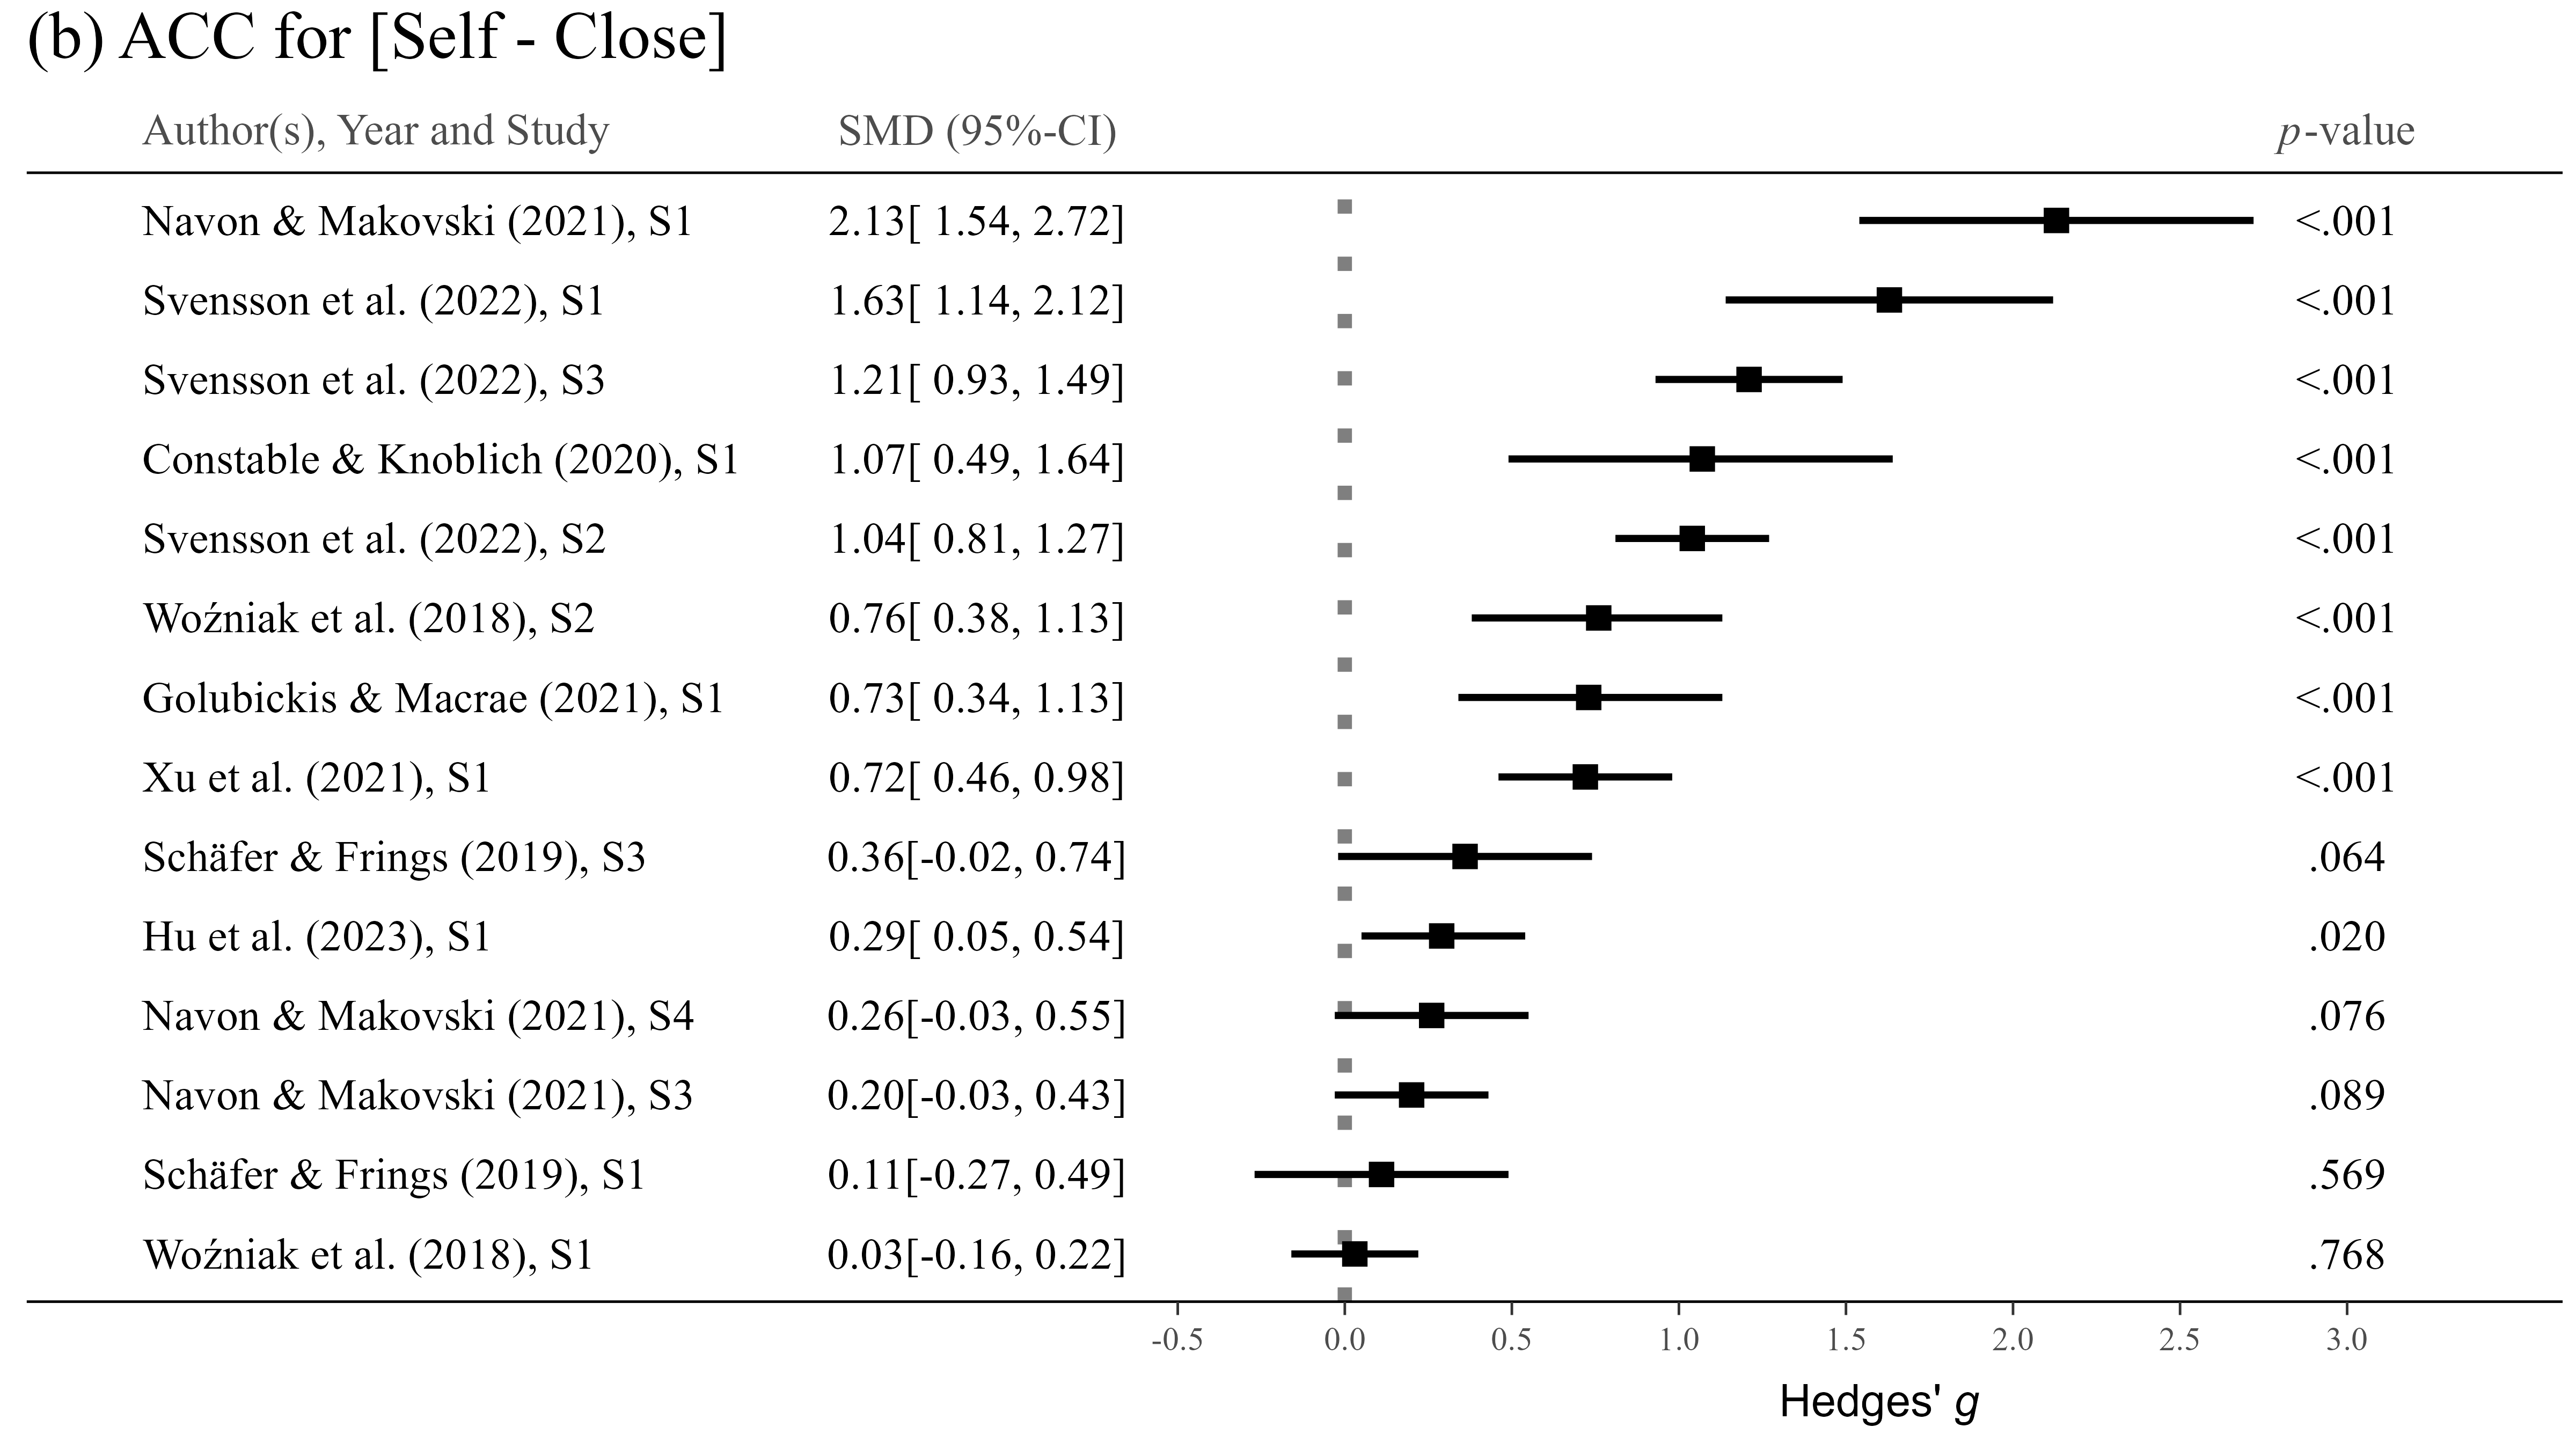 (b) ACC for [Self - Close]
Author(s), Year and Study SMD (95%-CI) p-value
Navon & Makovski (2021), S1 2.13[ 1.54, 2.72] <.001
Svensson et al. (2022), S1 1.63[ 1.14, 2.12] <.001
Svensson et al. (2022), S3 1.21[ 0.93, 1.49] <.001
Constable & Knoblich (2020), S1 1.07[ 0.49, 1.64] <.001
Svensson et al. (2022), S2 1.04[ 0.81, 1.27] <.001
Woźniak et al. (2018), S2 0.76[ 0.38, 1.13] <.001
Golubickis & Macrae (2021), S1 0.73[ 0.34, 1.13] <.001
Xu et al. (2021), S1 0.72[ 0.46, 0.98] <.001
Schäfer & Frings (2019), S3 0.36[-0.02, 0.74] .064
Hu et al. (2023), S1 0.29[ 0.05, 0.54] .020
Navon & Makovski (2021), S4 0.26[-0.03, 0.55] .076
Navon & Makovski (2021), S3 0.20[-0.03, 0.43] .089
Schäfer & Frings (2019), S1 0.11[-0.27, 0.49] .569
Woźniak et al. (2018), S1 0.03[-0.16, 0.22] .768
-0.5 0.0 0.5 1.0 1.5 2.0 2.5 3.0
Hedges' g